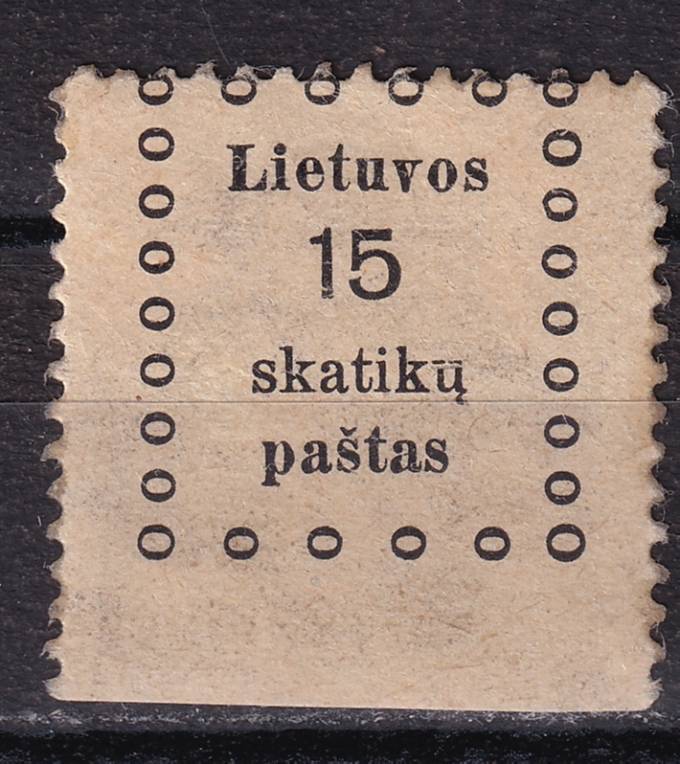 Lietuvos
15
skatikų
paštas